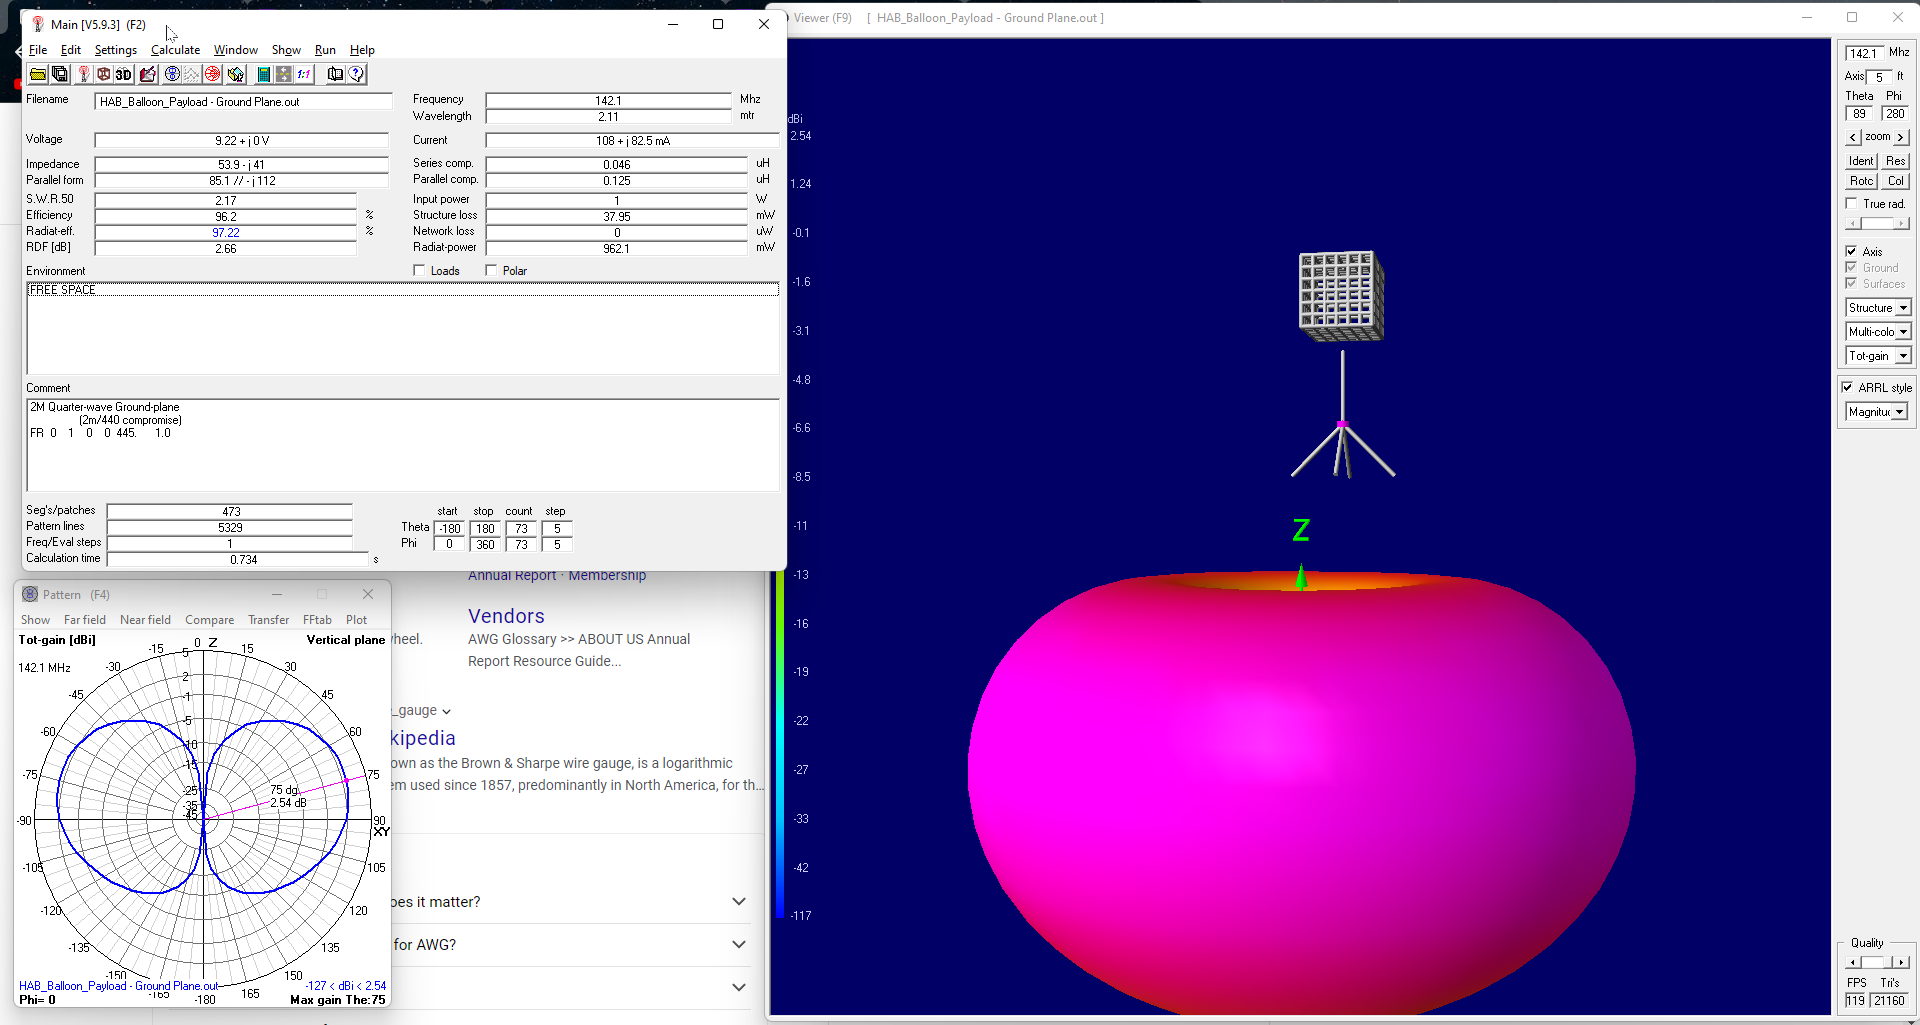 Main [V5.9.3] (F2)
File Edit Settings Calculate Window Show Run Help
3D 1:1
Filename HAB_Balloon_Payload - Ground Plane.out
Frequency 142.1 Mhz
Wavelength 2.11 mtr
Voltage 9.22 + j 0 V
Current 108 + j 82.5 mA
Impedance 53.9 - j 41
Series comp. 0.046 uH
Parallel form 85.1 // - j 112
Parallel comp. 0.125 uH
S.W.R.50 2.17
Input power 1 W
Efficiency 96.2 %
Structure loss 37.95 mW
Radiat-eff. 97.22 %
Network loss 0 uW
RDF [dB] 2.66
Radiat-power 962.1 mW
Environment
Loads Polar
FREE SPACE
Comment
2M Quarter-wave Ground-plane
(2m/440 compromise)
FR 0 1 0 0 445. 1.0
Seg's/patches 473
Pattern lines 5329
Freq/Eval steps 1
Calculation time 0.734 s
start stop count step
Theta -180 180 73 5
Phi 0 360 73 5
Pattern (F4)
Show Far field Near field Compare Transfer FFtab Plot
Tot-gain [dBi] Vertical plane
142.1 MHz
0 Z
-15 15
-30 30
-45 45
-60 60
-75 75
-90 90
XY
-105 105
-120 120
-135 135
-150 150
-165 165
-180
5
2
-1
-5
-10
-15
-25
-35
-45
75 dg.
2.54 dB
HAB_Balloon_Payload - Ground Plane.out -127 < dBi < 2.54
Phi= 0 Max gain The:75
Annual Report · Membership
Vendors
AWG Glossary >> ABOUT US Annual
Report Resource Guide...
heel.
_gauge
kipedia
own as the Brown & Sharpe wire gauge, is a logarithmic
em used since 1857, predominantly in North America, for th...
oes it matter?
for AWG?
Viewer (F9) [ HAB_Balloon_Payload - Ground Plane.out ]
dBi
2.54
1.24
-0.1
-1.6
-3.1
-4.8
-6.6
-8.5
-11
-13
-16
-19
-22
-27
-33
-42
-117
Z
142.1 Mhz
Axis 5 ft
Theta Phi
89 280
< zoom >
Ident Res
Rotc Col
True rad.
Axis
Ground
Surfaces
Structure
Multi-colo
Tot-gain
ARRL style
Magnituc
Quality
FPS Tri's
119 21160